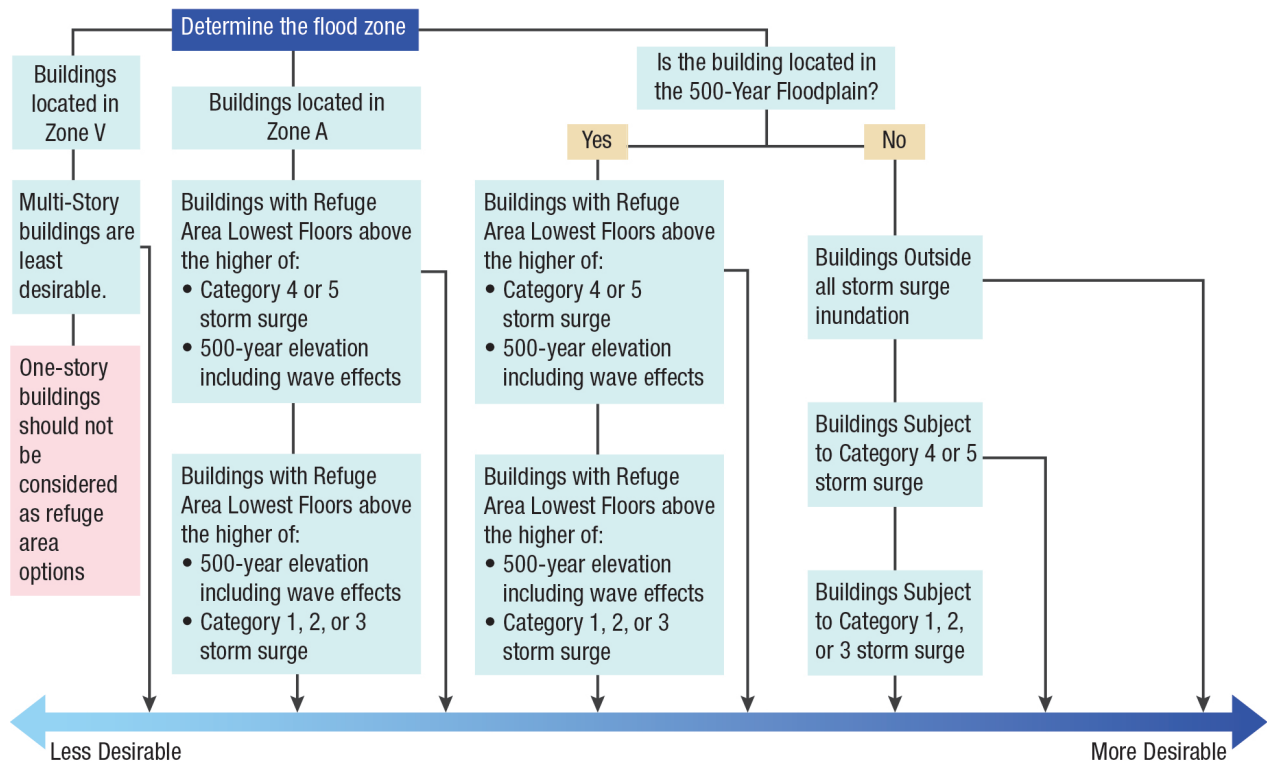 Determine the flood zone
Buildings
located in
Zone V
Multi-Story
buildings are
least
desirable.
One-story
buildings
should not
be
considered
as refuge
area
options
Buildings located in
Zone A
Buildings with Refuge
Area Lowest Floors above
the higher of:
• Category 4 or 5
storm surge
• 500-year elevation
including wave effects
Buildings with Refuge
Area Lowest Floors above
the higher of:
• 500-year elevation
including wave effects
• Category 1, 2, or 3
storm surge
Is the building located in
the 500-Year Floodplain?
Yes
Buildings with Refuge
Area Lowest Floors above
the higher of:
• Category 4 or 5
storm surge
• 500-year elevation
including wave effects
Buildings with Refuge
Area Lowest Floors above
the higher of:
• 500-year elevation
including wave effects
• Category 1, 2, or 3
storm surge
No
Buildings Outside
all storm surge
inundation
Buildings Subject
to Category 4 or 5
storm surge
Buildings Subject
to Category 1, 2,
or 3 storm surge
Less Desirable
More Desirable